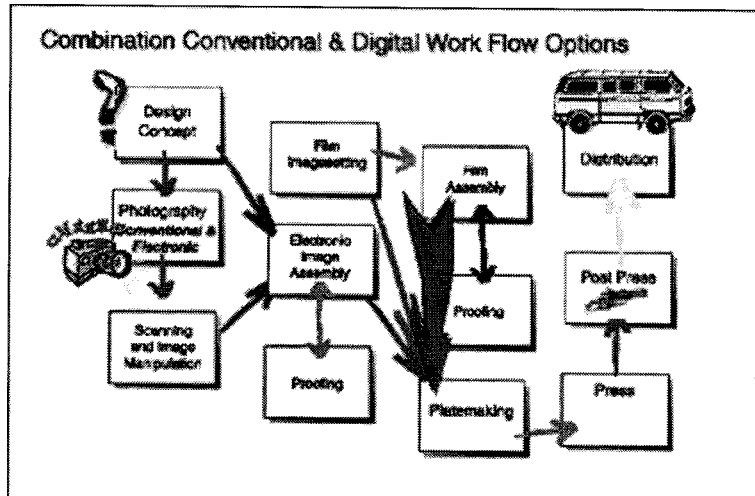 Combination Conventional & Digital Work Flow Options
Design
Concept
Photography
Conventional &
Electronic
Scanning
and Image
Manipulation
Film
Imagesetting
Electronic
Image
Assembly
Proofing
Film
Assembly
Proofing
Platemaking
Distribution
Post Press
Press